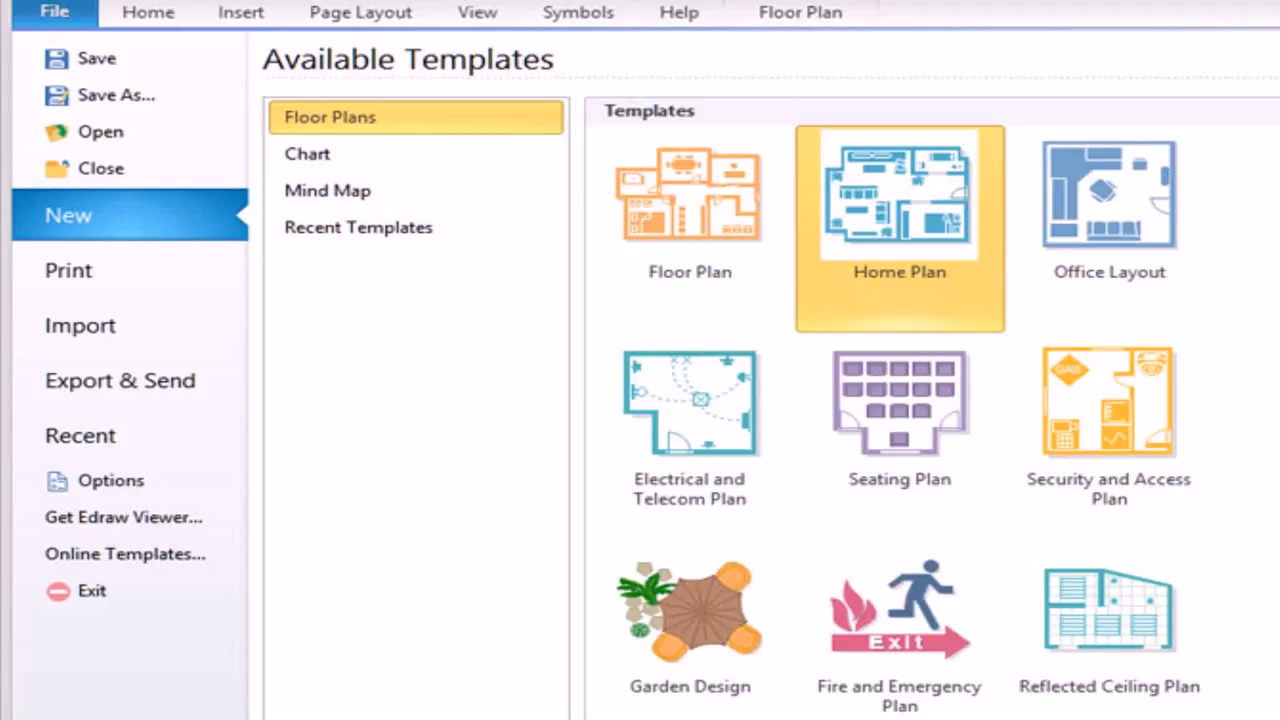 File Home Insert Page Layout View Symbols Help Floor Plan
Save
Save As...
Open
Close
New
Print
Import
Export & Send
Recent
Options
Get Edraw Viewer...
Online Templates...
Exit
Available Templates
Floor Plans
Chart
Mind Map
Recent Templates
Templates
Floor Plan
Home Plan
Office Layout
Electrical and
Telecom Plan
Seating Plan
GAS
Security and Access
Plan
Garden Design
Exit
Fire and Emergency
Plan
Reflected Ceiling Plan